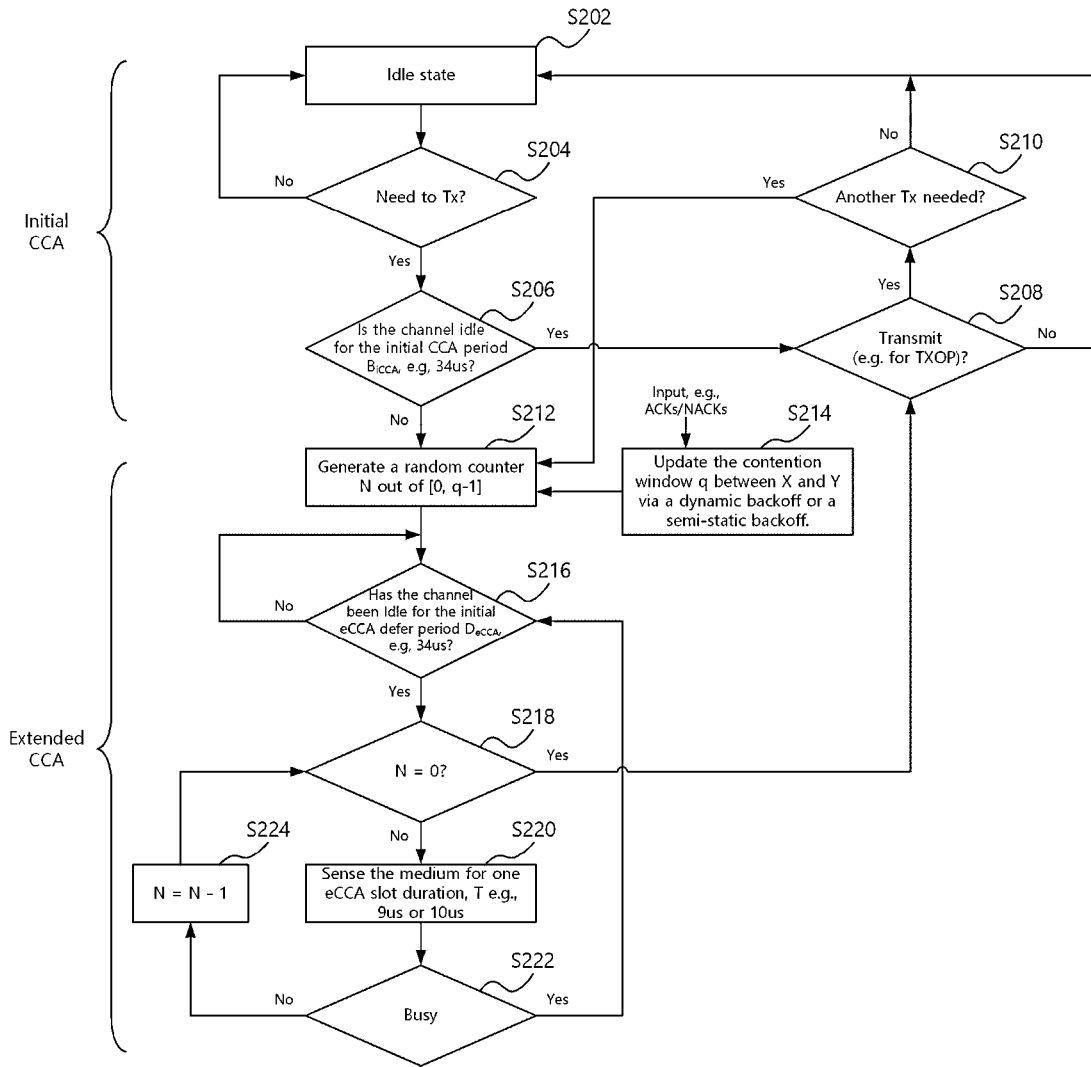 S202
Idle state
S204
Need to Tx?
No
Yes
S210
Another Tx needed?
No
Yes
Initial
CCA
S206
Is the channel idle
for the initial CCA period
BiCCA, e.g, 34us?
Yes
No
S208
Transmit
(e.g. for TXOP)?
Yes
No
S212
Generate a random counter
N out of [0, q-1]
Input, e.g.,
ACKs/NACKs
S214
Update the contention
window q between X and Y
via a dynamic backoff or a
semi-static backoff.
S216
Has the channel
been Idle for the initial
eCCA defer period DeCCA,
e.g, 34us?
No
Yes
Extended
CCA
S218
N = 0?
Yes
No
S224
N = N - 1
S220
Sense the medium for one
eCCA slot duration, T e.g.,
9us or 10us
S222
Busy
No
Yes